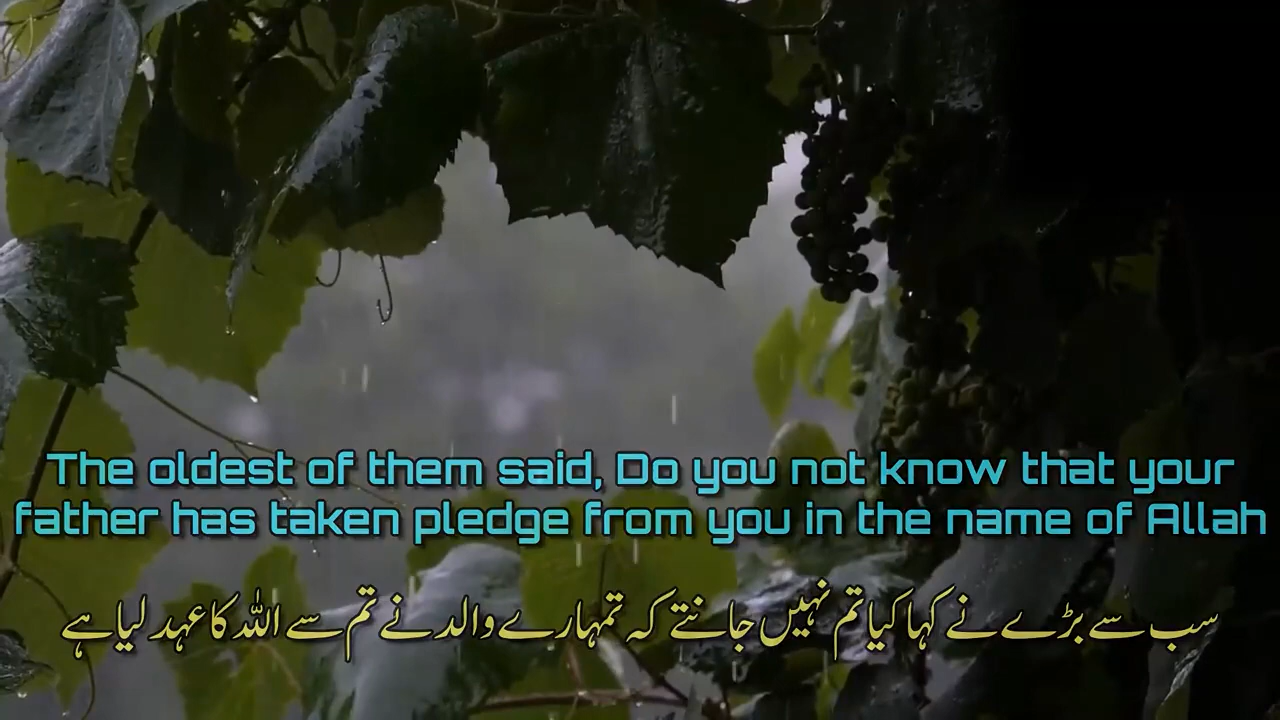 The oldest of them said, Do you not know that your
father has taken pledge from you in the name of Allah
سب سے بڑے نے کہا کیا تم نہیں جانتے کہ تمہارے والد نے تم سے اللہ کا عہد لیا ہے